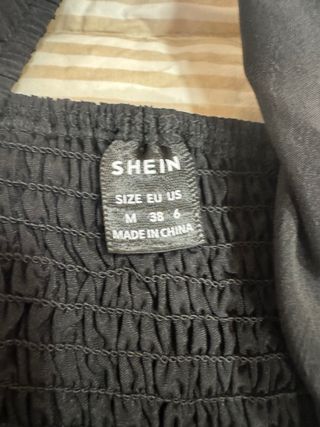 SHEIN
SIZE EU US
M 38 6
MADE IN CHINA